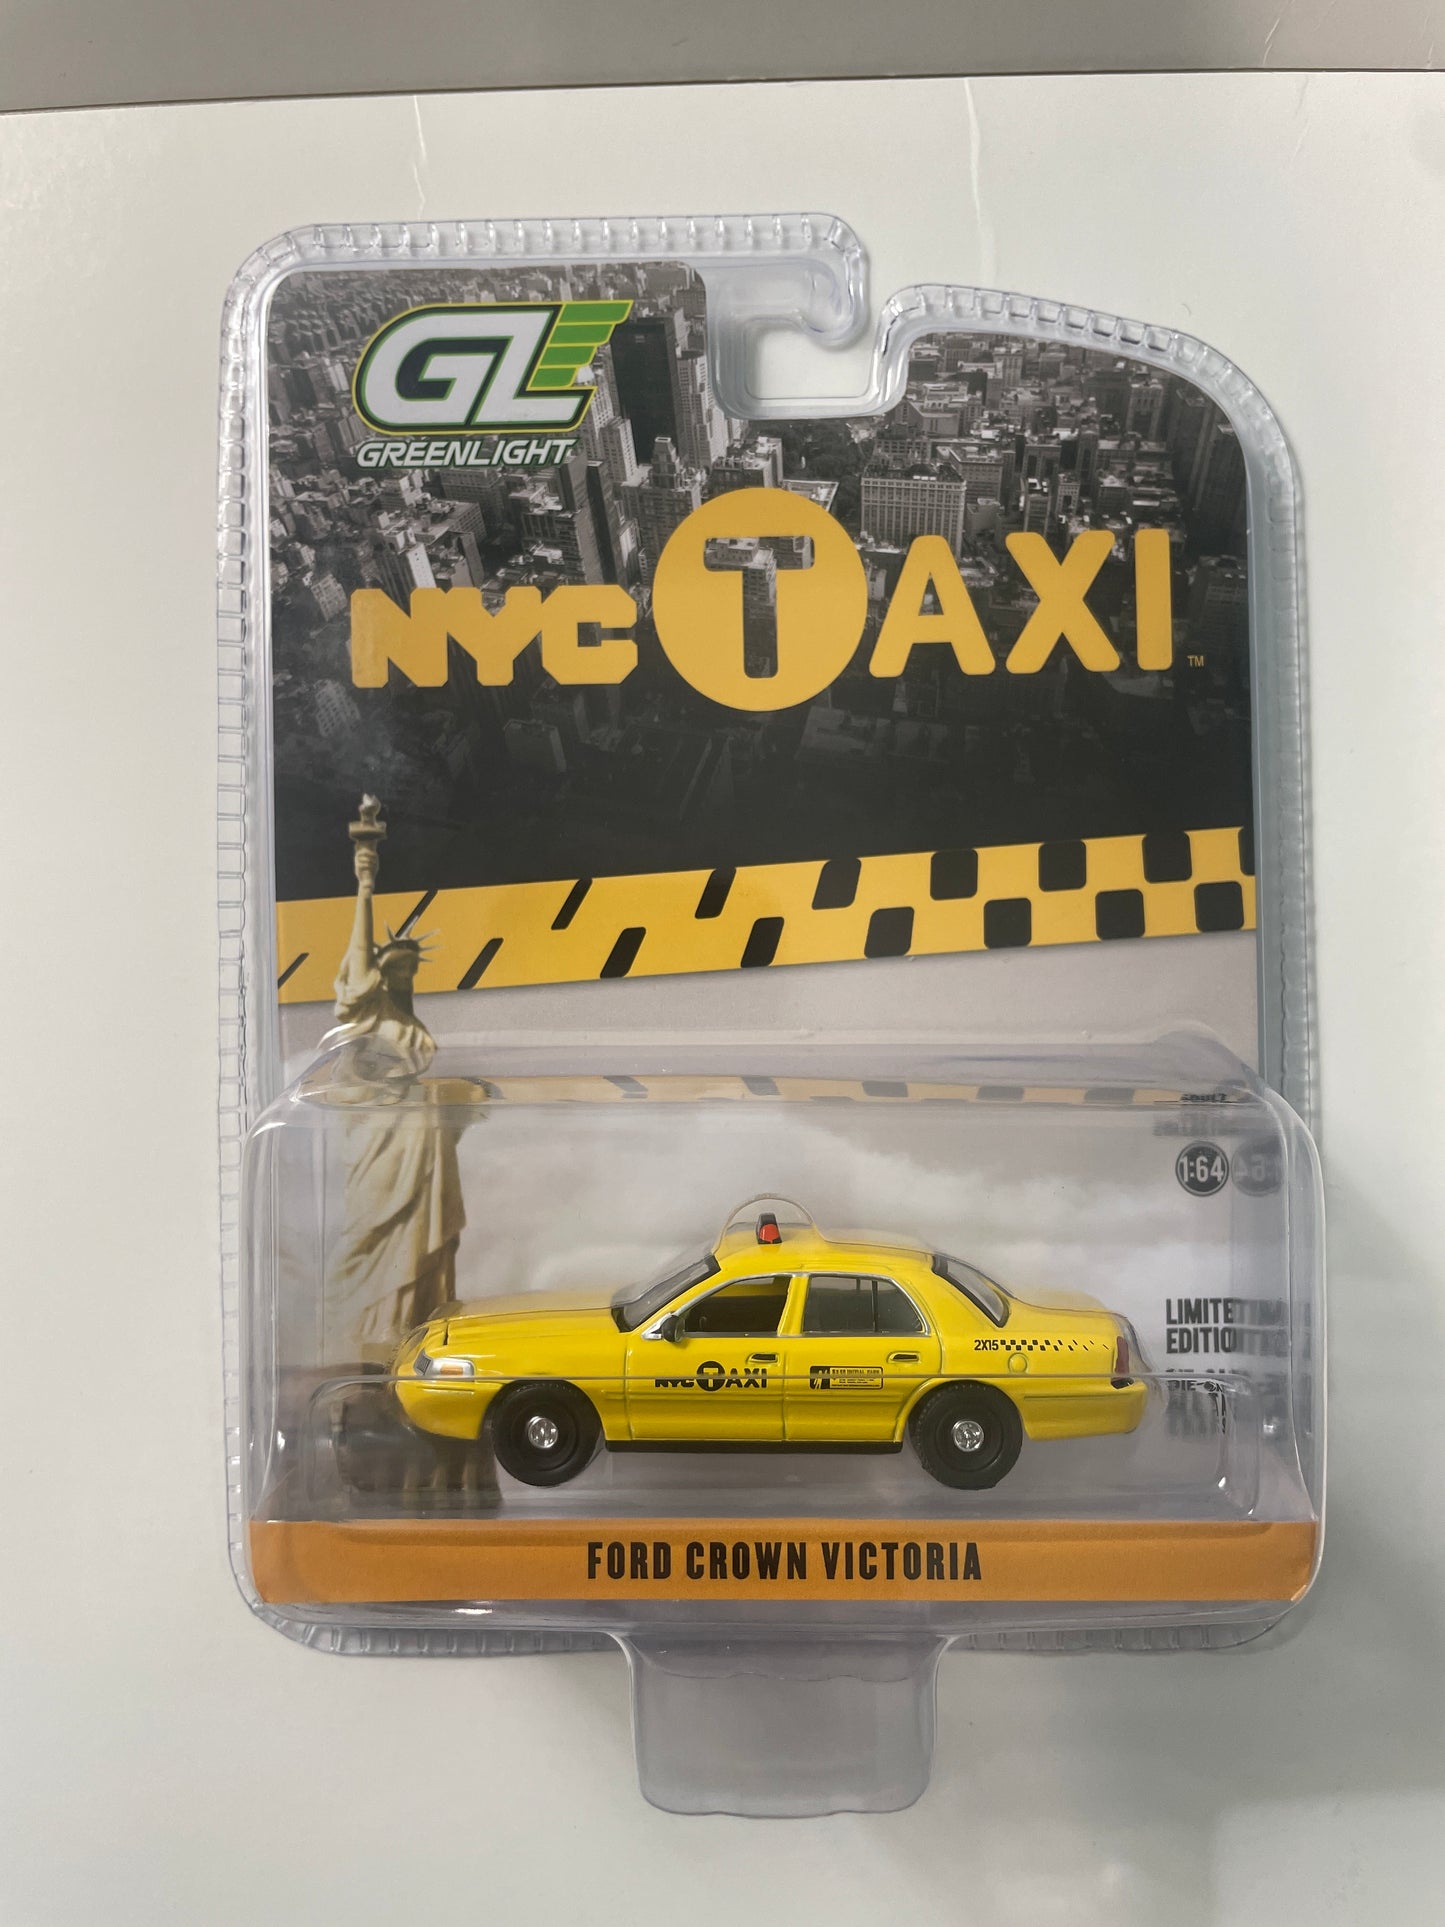 GL
GREENLIGHT
NYC TAXI ™
1:64
LIMITED
EDITION
NYC TAXI
2X15
FORD CROWN VICTORIA